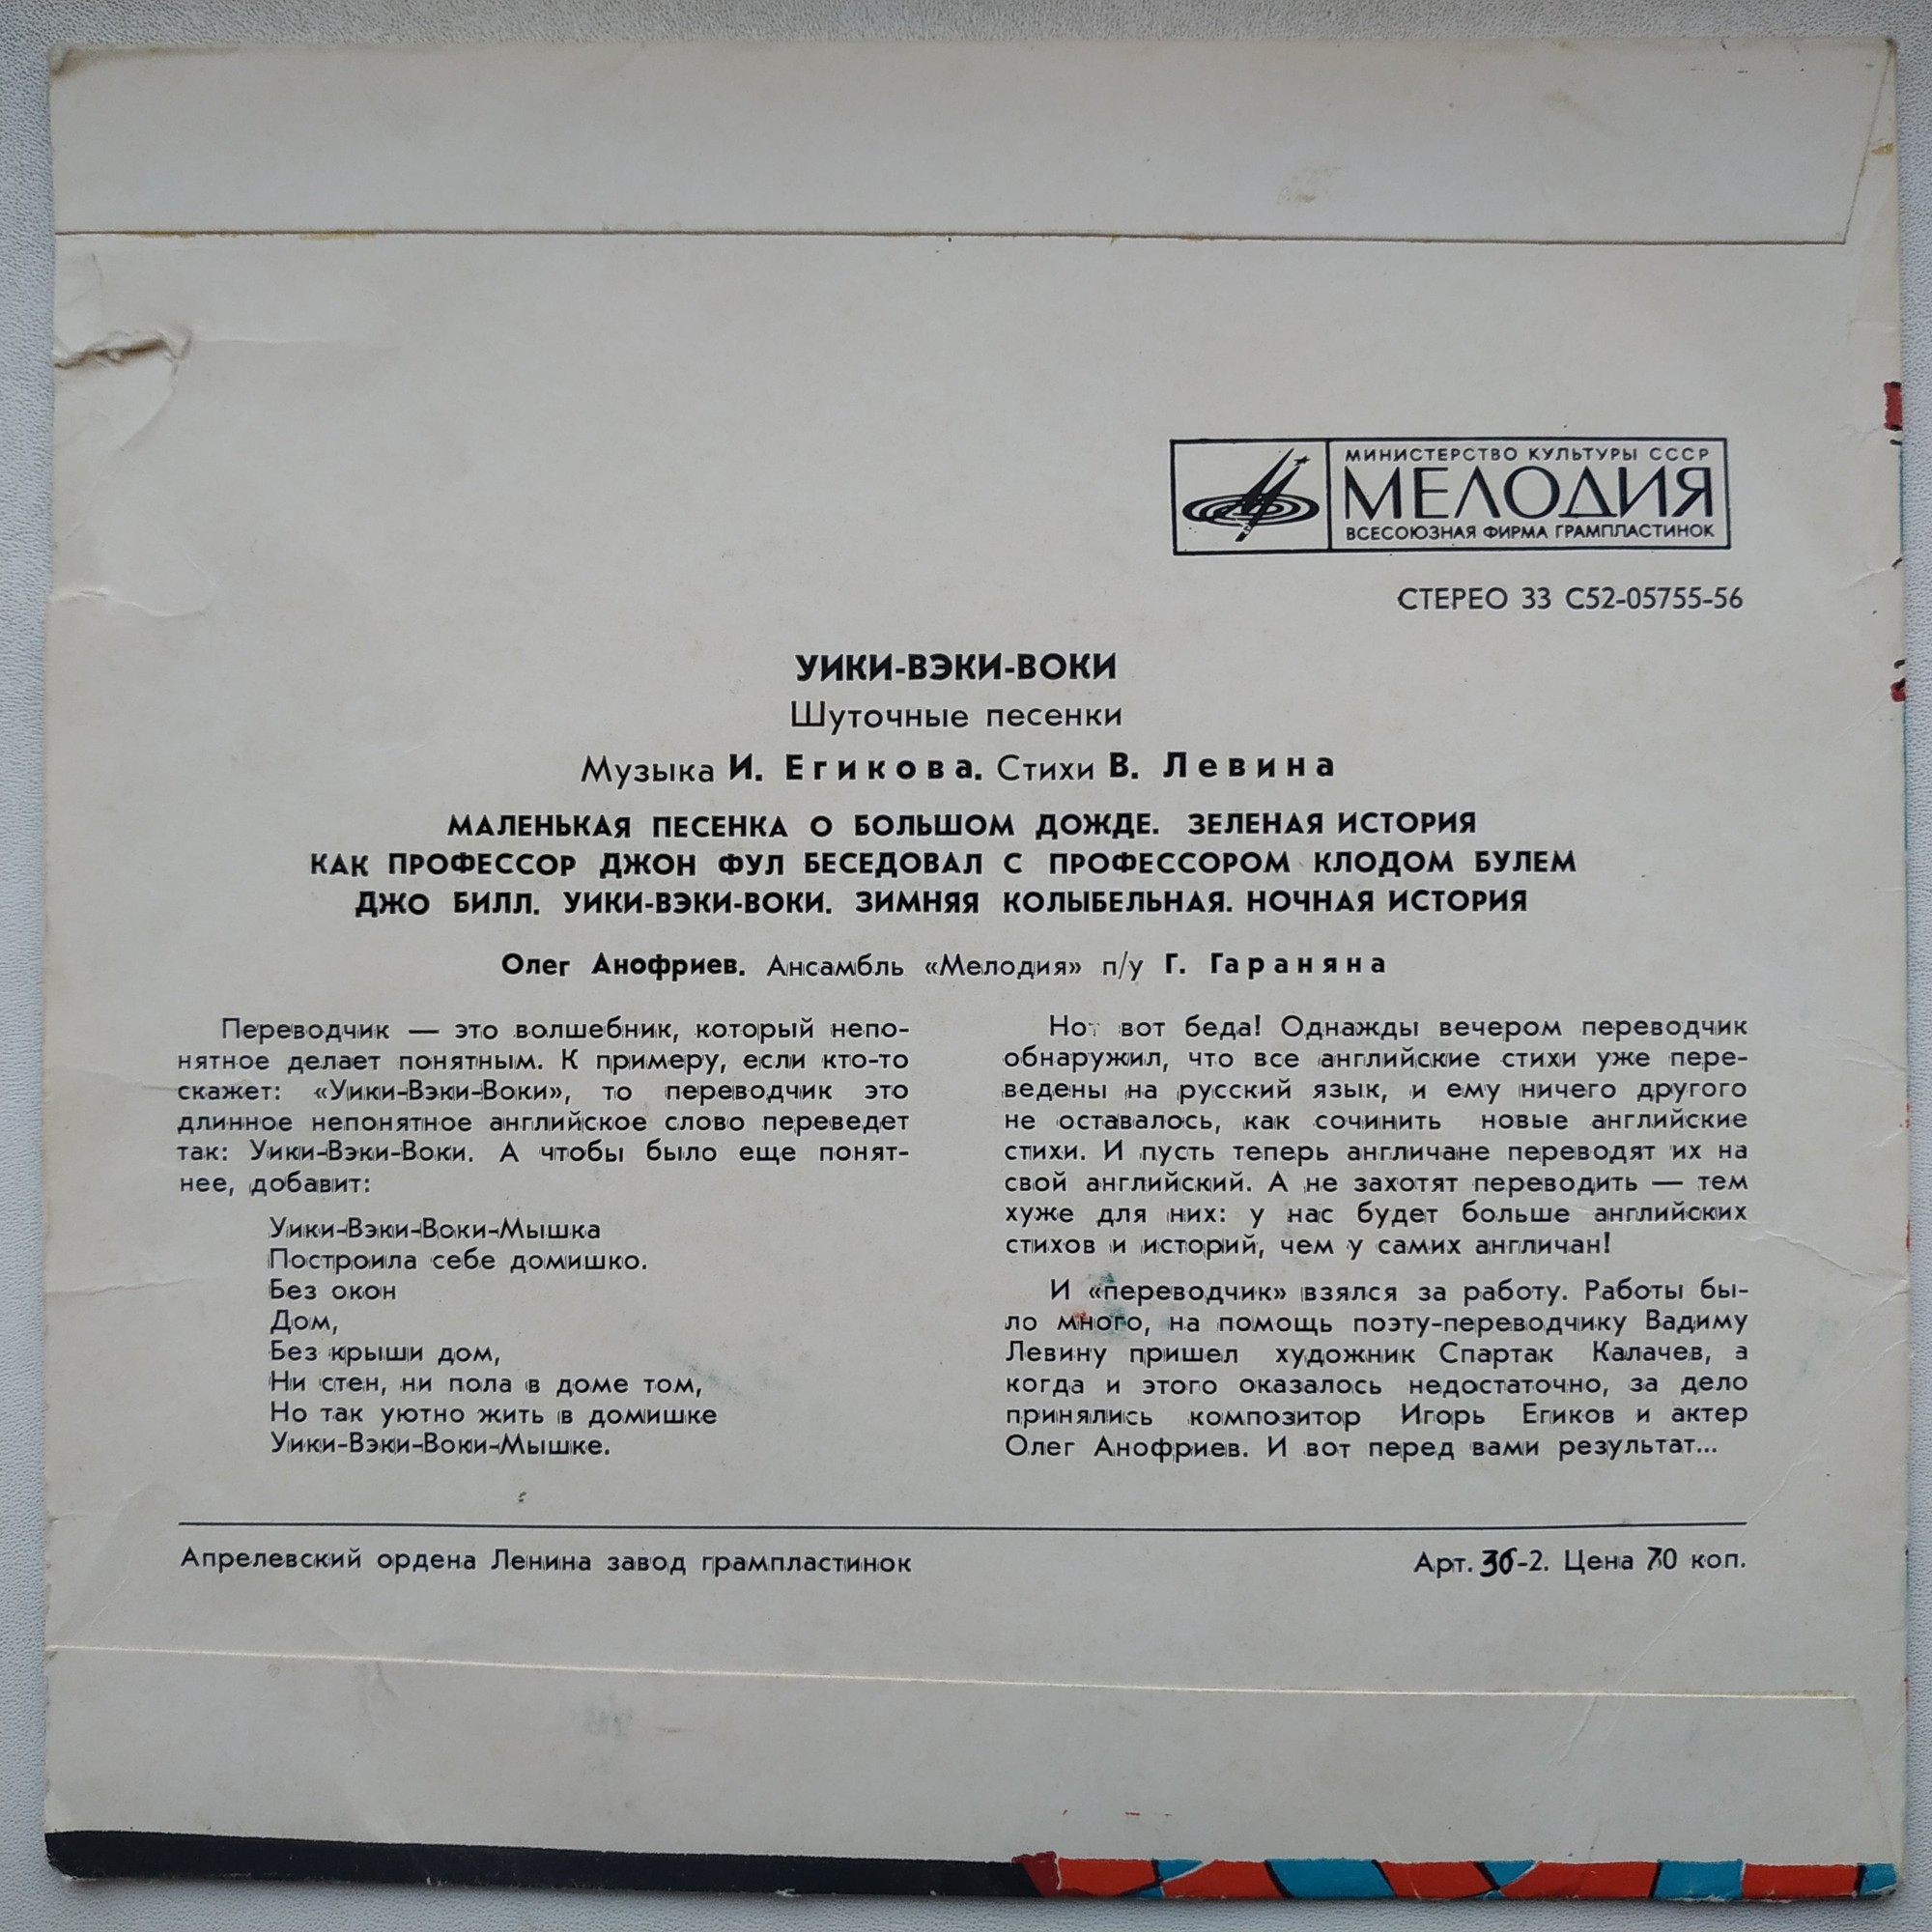 МИНИСТЕРСТВО КУЛЬТУРЫ СССР
МЕЛОДИЯ
ВСЕСОЮЗНАЯ ФИРМА ГРАМПЛАСТИНОК
СТЕРЕО 33 С52-05755-56
УИКИ-ВЭКИ-ВОКИ
Шуточные песенки
Музыка И. Егикова. Стихи В. Левина
МАЛЕНЬКАЯ ПЕСЕНКА О БОЛЬШОМ ДОЖДЕ. ЗЕЛЕНАЯ ИСТОРИЯ
КАК ПРОФЕССОР ДЖОН ФУЛ БЕСЕДОВАЛ С ПРОФЕССОРОМ КЛОДОМ БУЛЕМ
ДЖО БИЛЛ. УИКИ-ВЭКИ-ВОКИ. ЗИМНЯЯ КОЛЫБЕЛЬНАЯ. НОЧНАЯ ИСТОРИЯ
Олег Анофриев. Ансамбль «Мелодия» п/у Г. Гараняна
Переводчик — это волшебник, который непо-
нятное делает понятным. К примеру, если кто-то
скажет: «Уики-Вэки-Воки», то переводчик это
длинное непонятное английское слово переведет
так: Уики-Вэки-Воки. А чтобы было еще понят-
нее, добавит:
Уики-Вэки-Воки-Мышка
Построила себе домишко.
Без окон
Дом,
Без крыши дом,
Ни стен, ни пола в доме том,
Но так уютно жить в домишке
Уики-Вэки-Воки-Мышке.
Но вот беда! Однажды вечером переводчик
обнаружил, что все английские стихи уже пере-
ведены на русский язык, и ему ничего другого
не оставалось, как сочинить новые английские
стихи. И пусть теперь англичане переводят их на
свой английский. А не захотят переводить — тем
хуже для них: у нас будет больше английских
стихов и историй, чем у самих англичан!
И «переводчик» взялся за работу. Работы бы-
ло много, на помощь поэту-переводчику Вадиму
Левину пришел художник Спартак Калачев, а
когда и этого оказалось недостаточно, за дело
принялись композитор Игорь Егиков и актер
Олег Анофриев. И вот перед вами результат...
Апрелевский ордена Ленина завод грампластинок
Арт. 36-2. Цена 70 коп.